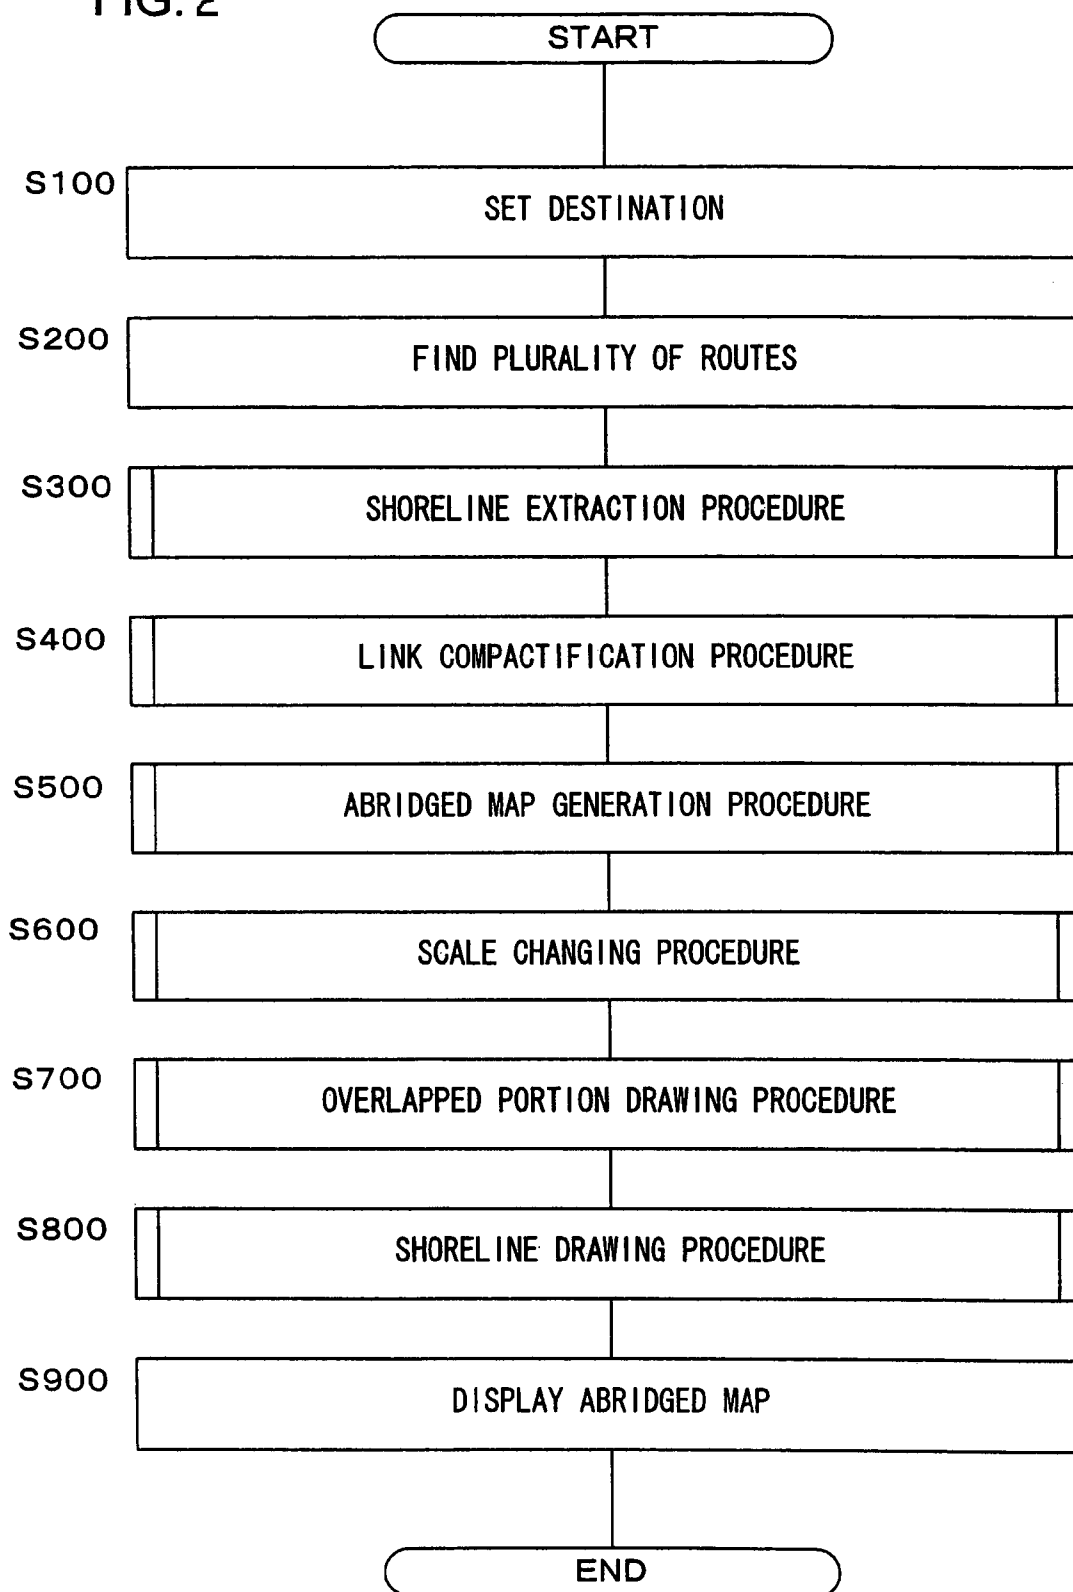 FIG. 2
START
S100
SET DESTINATION
S200
FIND PLURALITY OF ROUTES
S300
SHORELINE EXTRACTION PROCEDURE
S400
LINK COMPACTIFICATION PROCEDURE
S500
ABRIDGED MAP GENERATION PROCEDURE
S600
SCALE CHANGING PROCEDURE
S700
OVERLAPPED PORTION DRAWING PROCEDURE
S800
SHORELINE DRAWING PROCEDURE
S900
DISPLAY ABRIDGED MAP
END